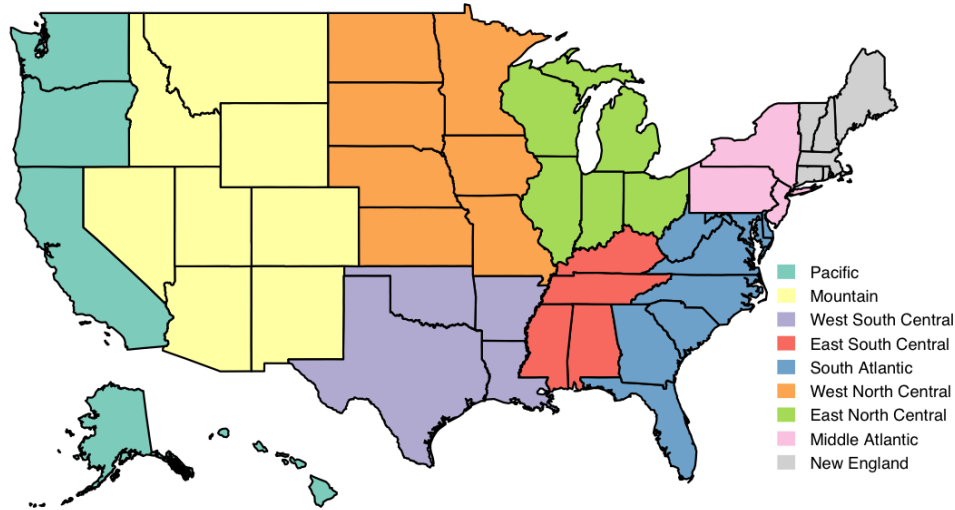 Pacific
Mountain
West South Central
East South Central
South Atlantic
West North Central
East North Central
Middle Atlantic
New England